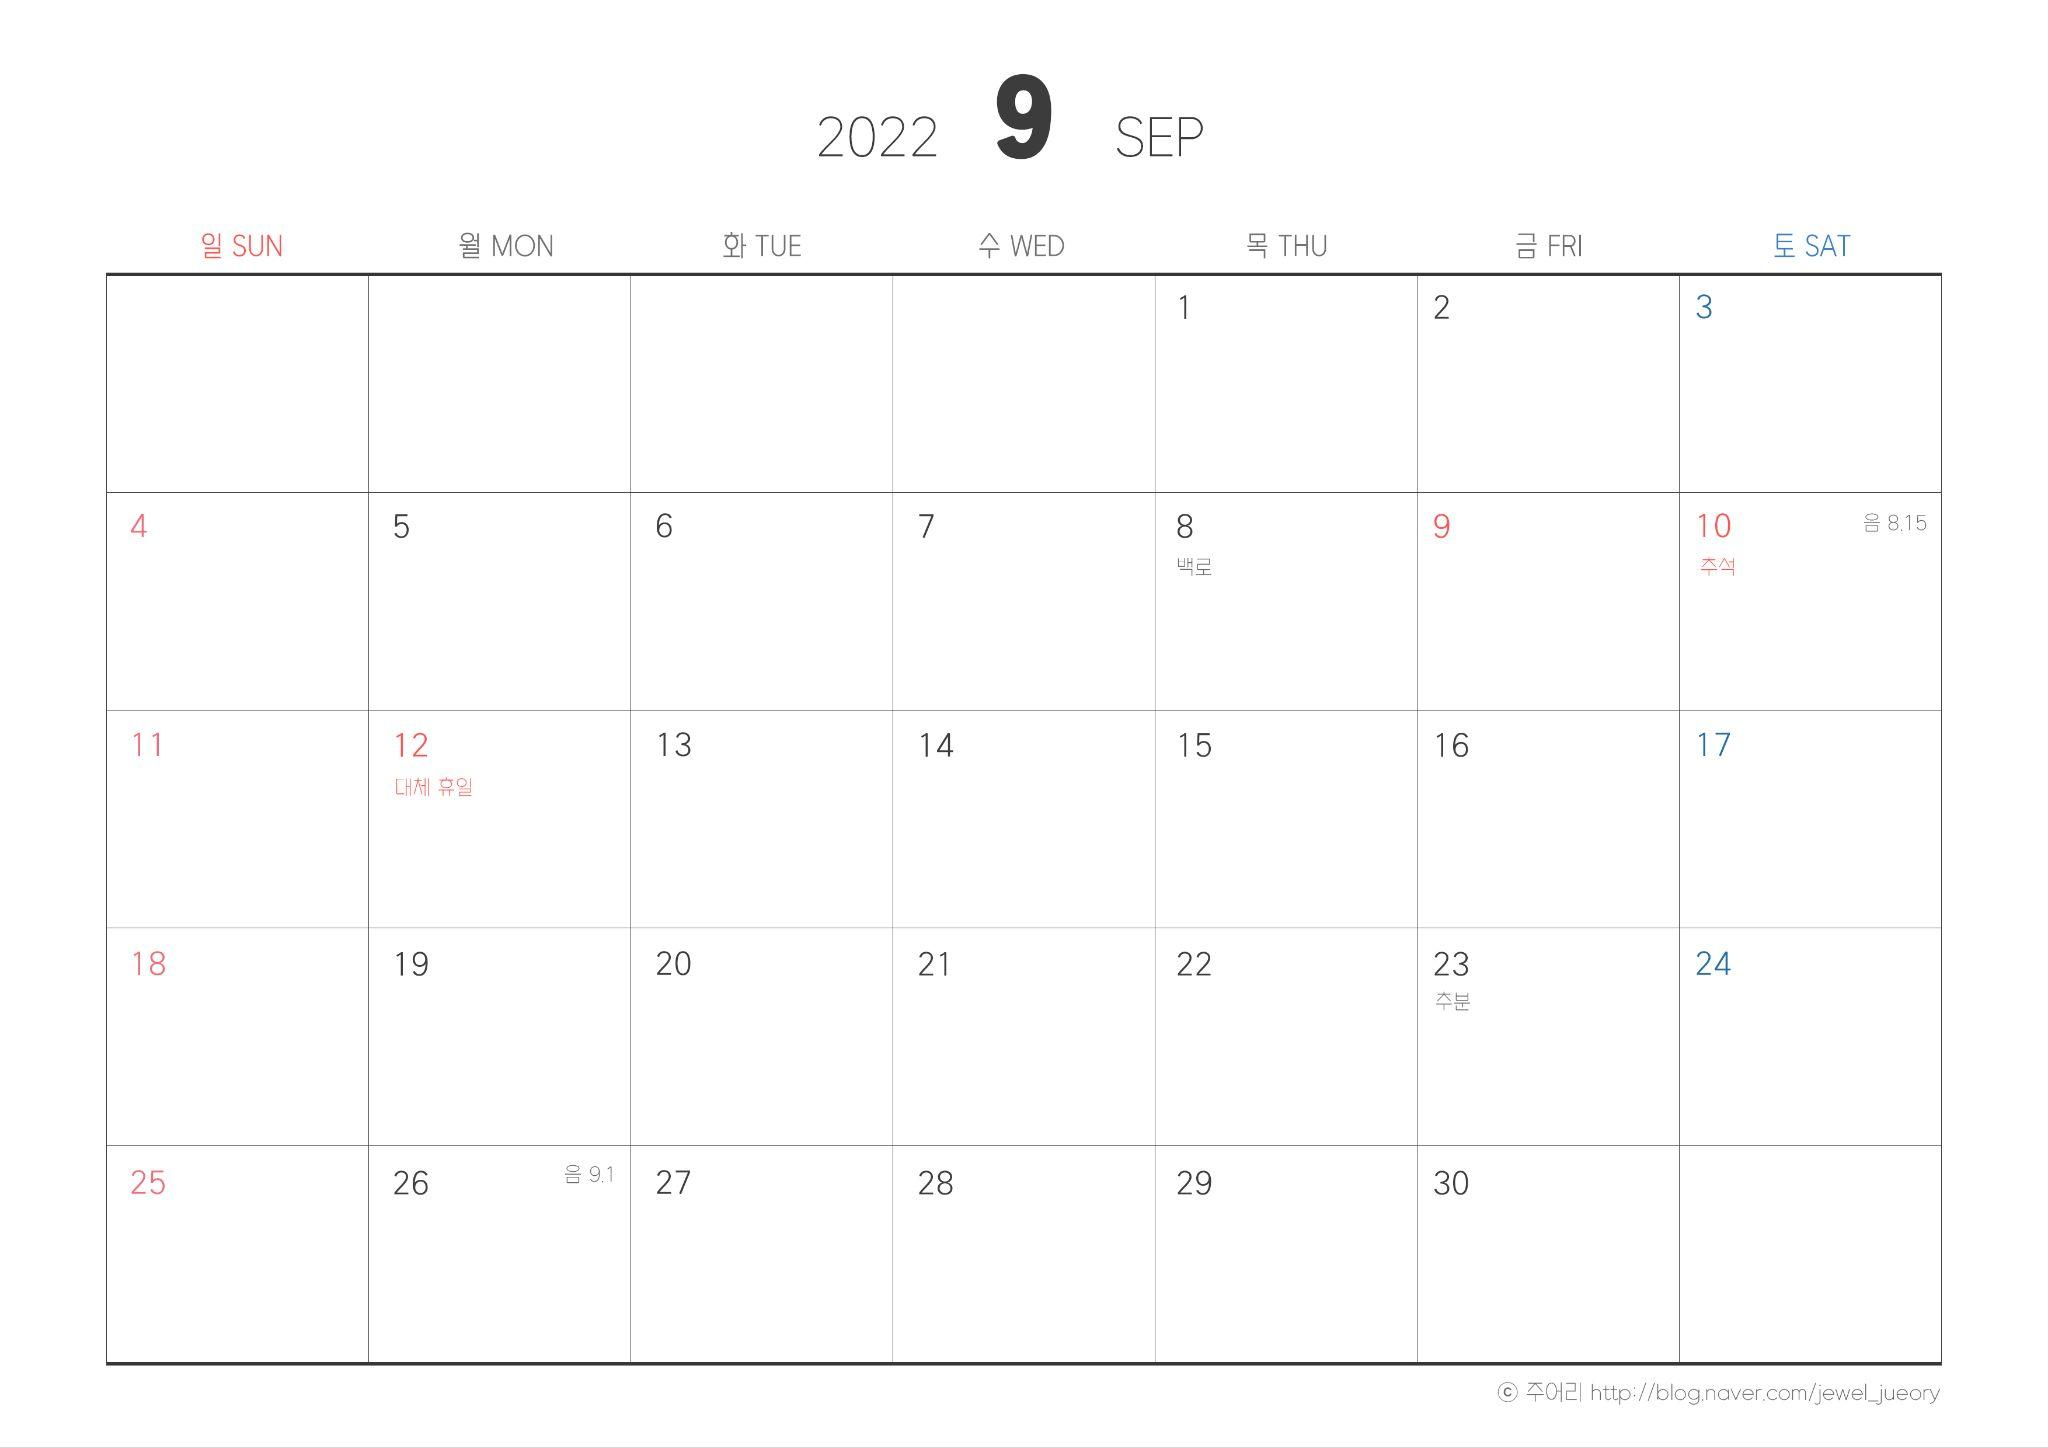 2022 9 SEP
일 SUN 월 MON 화 TUE 수 WED 목 THU 금 FRI 토 SAT
1 2 3
4 5 6 7 8 9 10 음 8.15
백로 추석
11 12 13 14 15 16 17
대체 휴일
18 19 20 21 22 23 24
추분
25 26 음 9.1 27 28 29 30
ⓒ 주어리 http://blog.naver.com/jewel_jueory